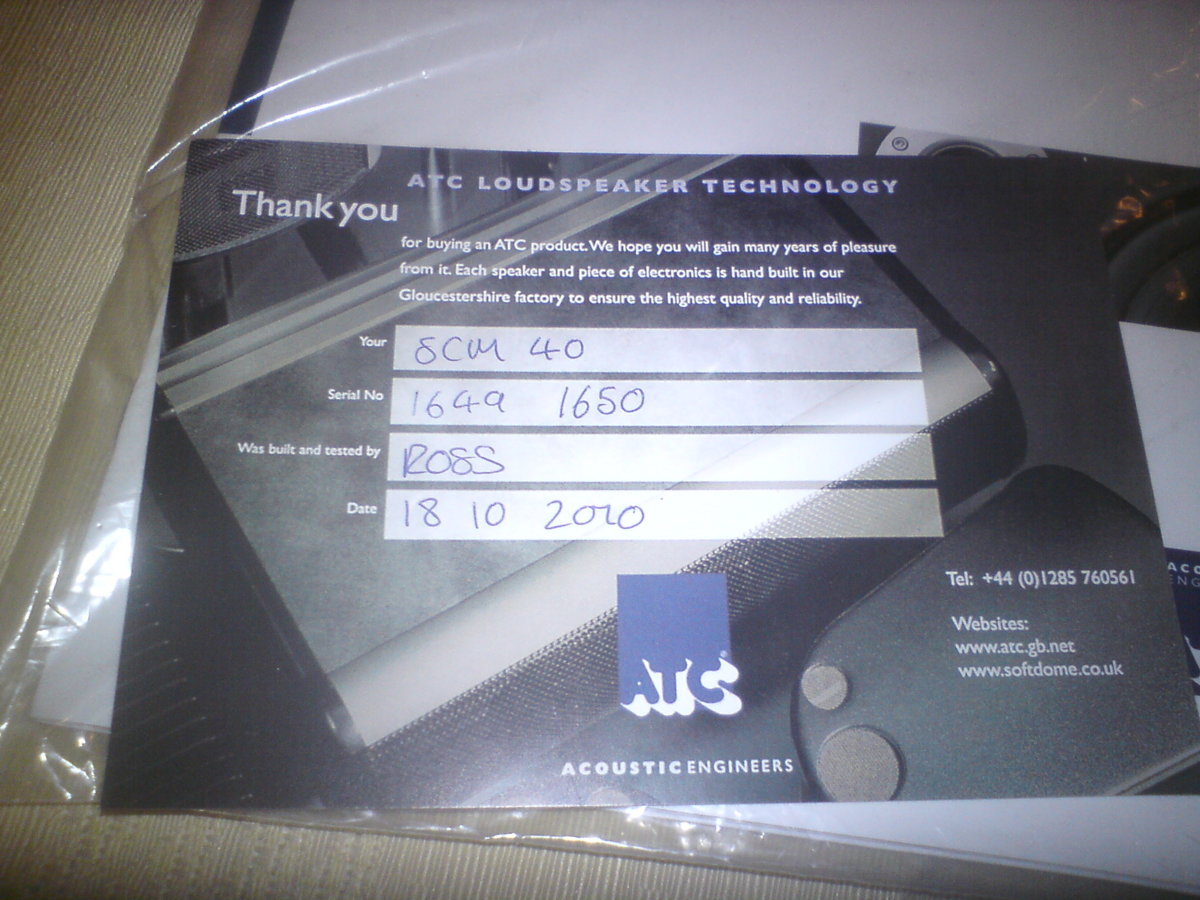 ATC LOUDSPEAKER TECHNOLOGY
Thank you
for buying an ATC product. We hope you will gain many years of pleasure
from it. Each speaker and piece of electronics is hand built in our
Gloucestershire factory to ensure the highest quality and reliability.
Your SCM 40
Serial No 1649 1650
Was built and tested by ROSS
Date 18 10 2010
Tel: +44 (0)1285 760561
Websites:
www.atc.gb.net
www.softdome.co.uk
ATC®
ACOUSTIC ENGINEERS